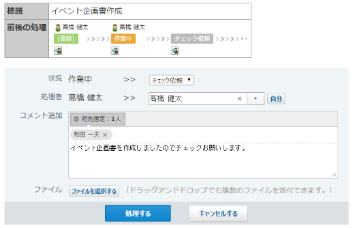 標題 イベント企画書作成
前後の処理 高橋 健太 高橋 健太
(登録) >>>>> 作業中 >>>>> チェック依頼 >>>>>
状況 作業中 >> チェック依頼
処理者 高橋 健太 >> 高橋 健太 × 自分
コメント追加 @ 宛先指定：1人
和田 一夫 ×
イベント企画書を作成しましたのでチェックお願いします。
ファイル ファイルを選択する (ドラッグアンドドロップでも複数のファイルを添付できます。)
処理する キャンセルする